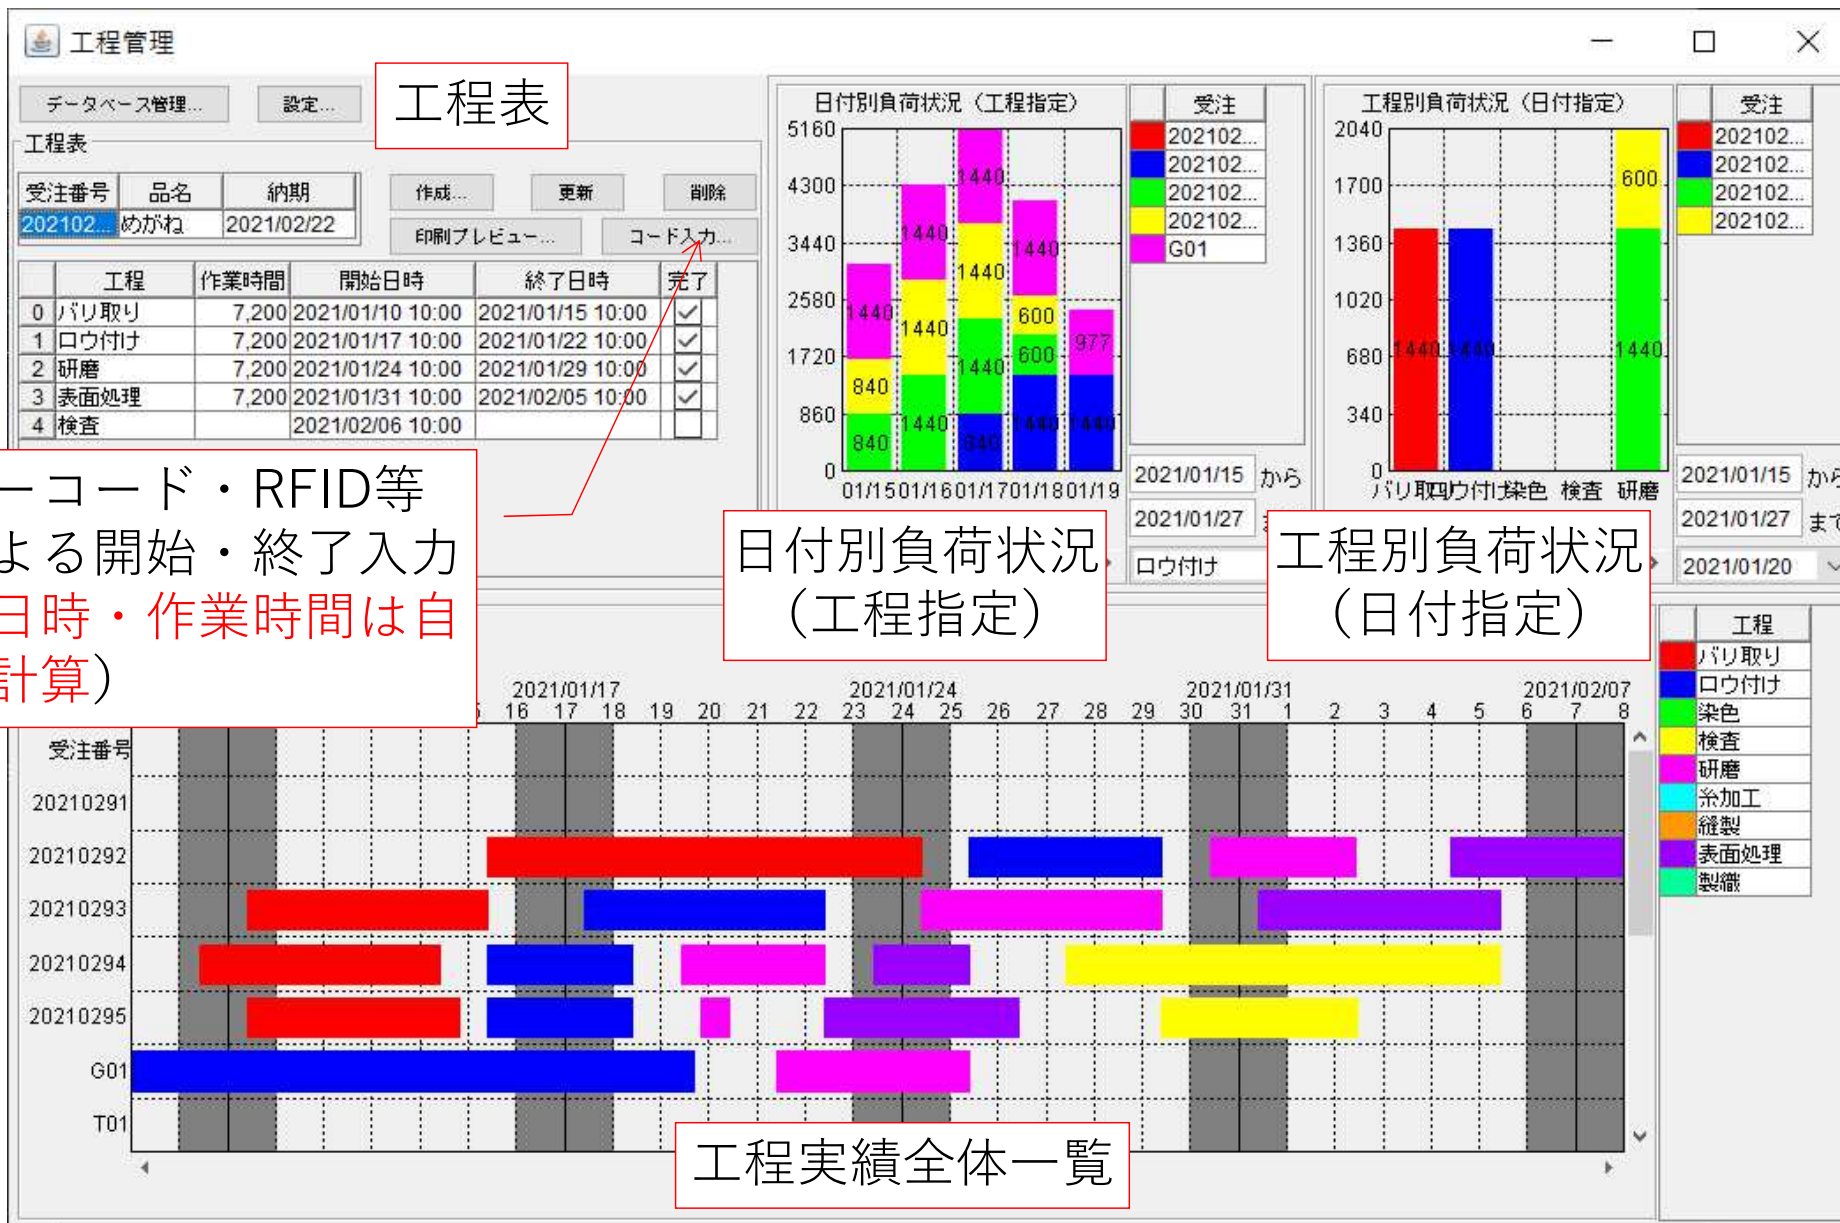 工程管理
データベース管理...
設定...
工程表
工程表
受注番号 品名 納期
202102... めがね 2021/02/22
作成... 更新 削除
印刷プレビュー... コード入力...
工程 作業時間 開始日時 終了日時 完了
0 バリ取り 7,200 2021/01/10 10:00 2021/01/15 10:00
1 ロウ付け 7,200 2021/01/17 10:00 2021/01/22 10:00
2 研磨 7,200 2021/01/24 10:00 2021/01/29 10:00
3 表面処理 7,200 2021/01/31 10:00 2021/02/05 10:00
4 検査 2021/02/06 10:00
ーコード・RFID等
よる開始・終了入力
日時・作業時間は自
計算)
日付別負荷状況（工程指定）
5160
4300
3440
2580
1720
860
0
1440 840 840
1440 1440 1440
1440 1440 1440 840
1440 600 600 1440
977 1440
01/15 01/16 01/17 01/18 01/19
受注
202102...
202102...
202102...
202102...
G01
2021/01/15 から
2021/01/27
ロウ付け
日付別負荷状況
（工程指定）
工程別負荷状況（日付指定）
2040
1700
1360
1020
680
340
0
1440 1440 600 1440
バリ取り ロウ付け 染色 検査 研磨
受注
202102...
202102...
202102...
202102...
2021/01/15 から
2021/01/27 まで
2021/01/20
工程別負荷状況
（日付指定）
2021/01/17 2021/01/24 2021/01/31 2021/02/07
16 17 18 19 20 21 22 23 24 25 26 27 28 29 30 31 1 2 3 4 5 6 7 8
受注番号
20210291
20210292
20210293
20210294
20210295
G01
T01
工程
バリ取り
ロウ付け
染色
検査
研磨
糸加工
縫製
表面処理
製織
工程実績全体一覧